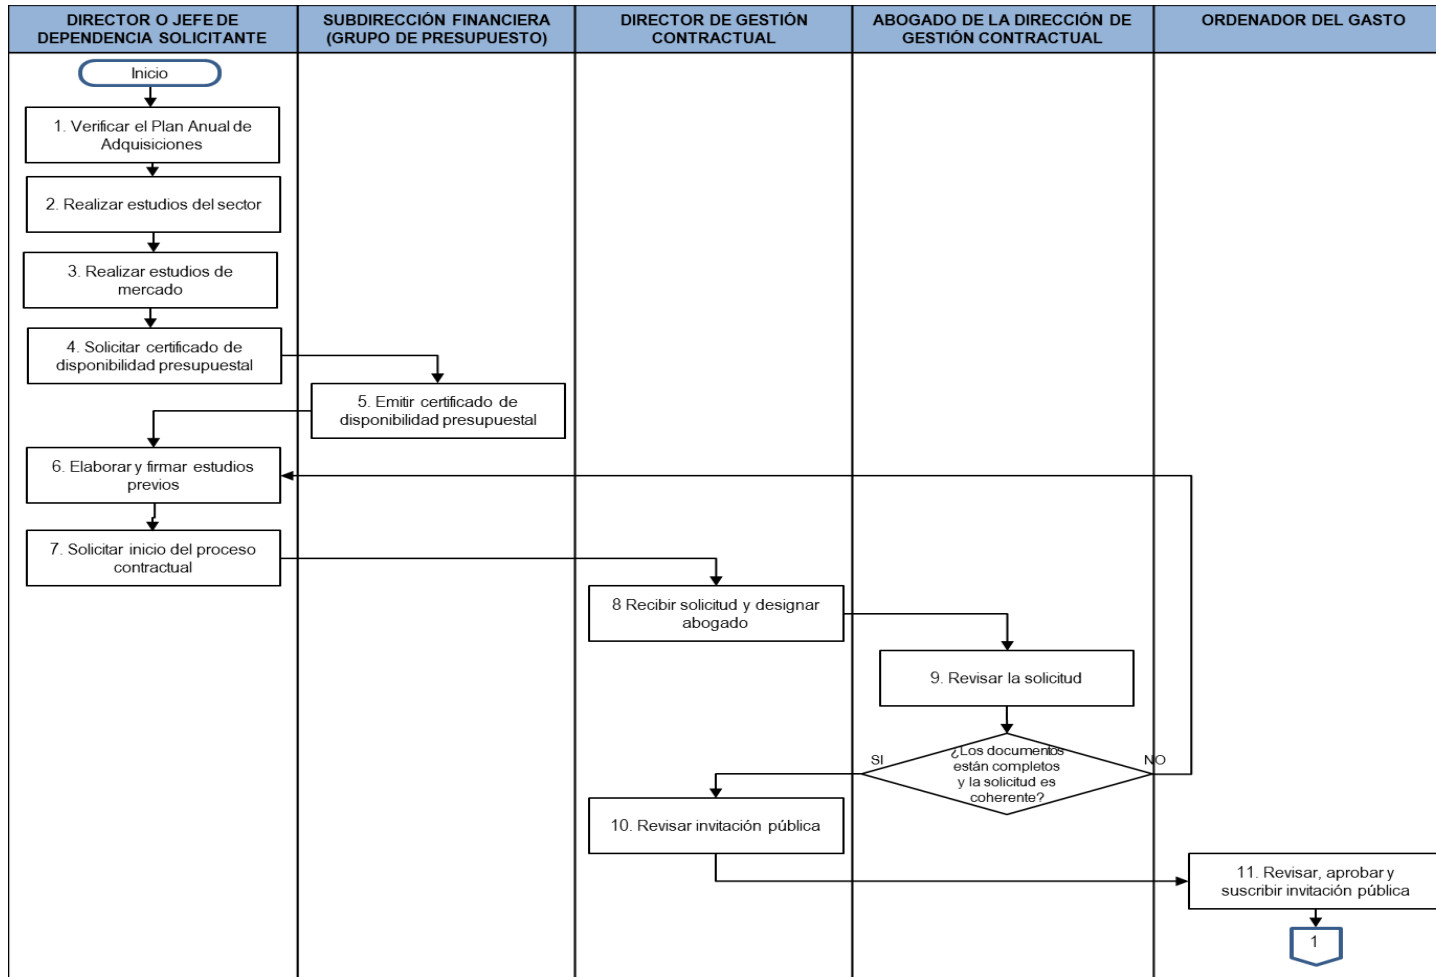 DIRECTOR O JEFE DE
DEPENDENCIA SOLICITANTE
SUBDIRECCIÓN FINANCIERA
(GRUPO DE PRESUPUESTO)
DIRECTOR DE GESTIÓN
CONTRACTUAL
ABOGADO DE LA DIRECCIÓN DE
GESTIÓN CONTRACTUAL
ORDENADOR DEL GASTO
Inicio
1. Verificar el Plan Anual de
Adquisiciones
2. Realizar estudios del sector
3. Realizar estudios de
mercado
4. Solicitar certificado de
disponibilidad presupuestal
5. Emitir certificado de
disponibilidad presupuestal
6. Elaborar y firmar estudios
previos
7. Solicitar inicio del proceso
contractual
8 Recibir solicitud y designar
abogado
9. Revisar la solicitud
¿Los documentos
están completos
y la solicitud es
coherente?
SI
NO
10. Revisar invitación pública
11. Revisar, aprobar y
suscribir invitación pública
1